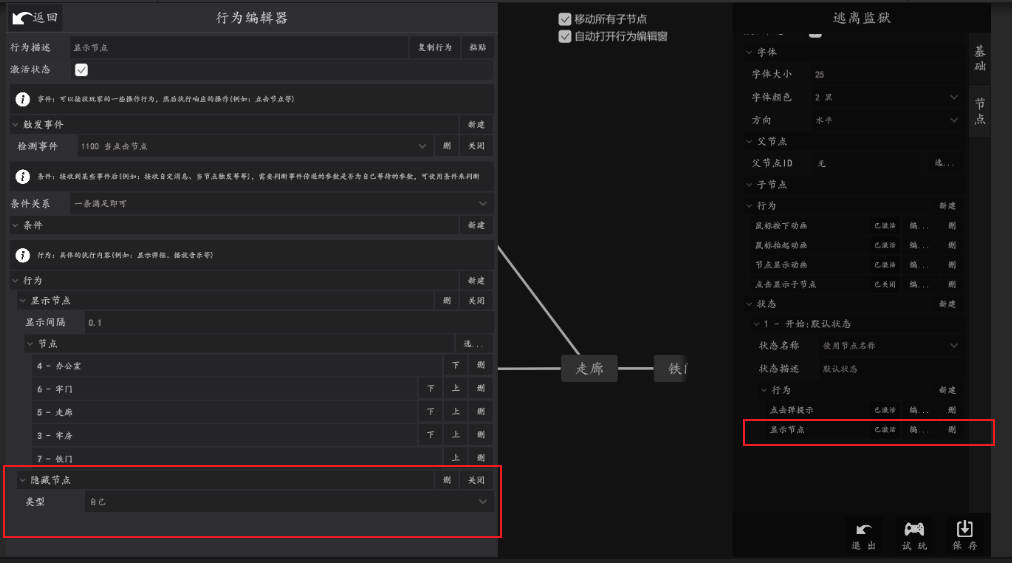 返回
行为编辑器
行为描述 显示节点 复制行为 粘贴
激活状态
事件: 可以接收玩家的一些操作行为, 然后执行响应的操作(例如: 点击节点等)
触发事件 新建
检测事件 1100 当点击节点 删 关闭
条件: 接收到某些事件后(例如: 接收自定消息、当节点触发等等), 需要判断事件传递的参数是否为自己等待的参数, 可使用条件来判断
条件关系 一条满足即可
条件 新建
行为: 具体的执行内容(例如: 显示弹框、播放音乐等)
行为 新建
显示节点 删 关闭
显示间隔 0.1
节点 选...
4 - 办公室 下 删
6 - 牢门 下 上 删
5 - 走廊 下 上 删
3 - 牢房 下 上 删
7 - 铁门 上 删
隐藏节点 删 关闭
类型 自己
移动所有子节点
自动打开行为编辑窗
走廊
铁门
逃离监狱
基础
节点
字体
字体大小 25
字体颜色 2 黑
方向 水平
父节点
父节点ID 无 选...
子节点
行为 新建
鼠标按下动画 已激活 编... 删
鼠标抬起动画 已激活 编... 删
节点显示动画 已激活 编... 删
点击显示子节点 已关闭 编... 删
状态 新建
1 - 开始:默认状态
状态名称 使用节点名称
状态描述 默认状态
行为 新建
点击弹提示 已激活 编... 删
显示节点 已激活 编... 删
退出
试玩
保存